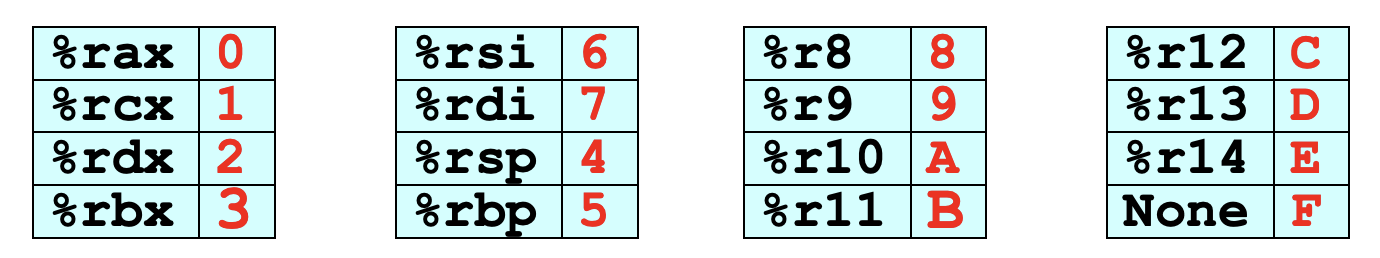 %rax 0 %rsi 6 %r8 8 %r12 C
%rcx 1 %rdi 7 %r9 9 %r13 D
%rdx 2 %rsp 4 %r10 A %r14 E
%rbx 3 %rbp 5 %r11 B None F